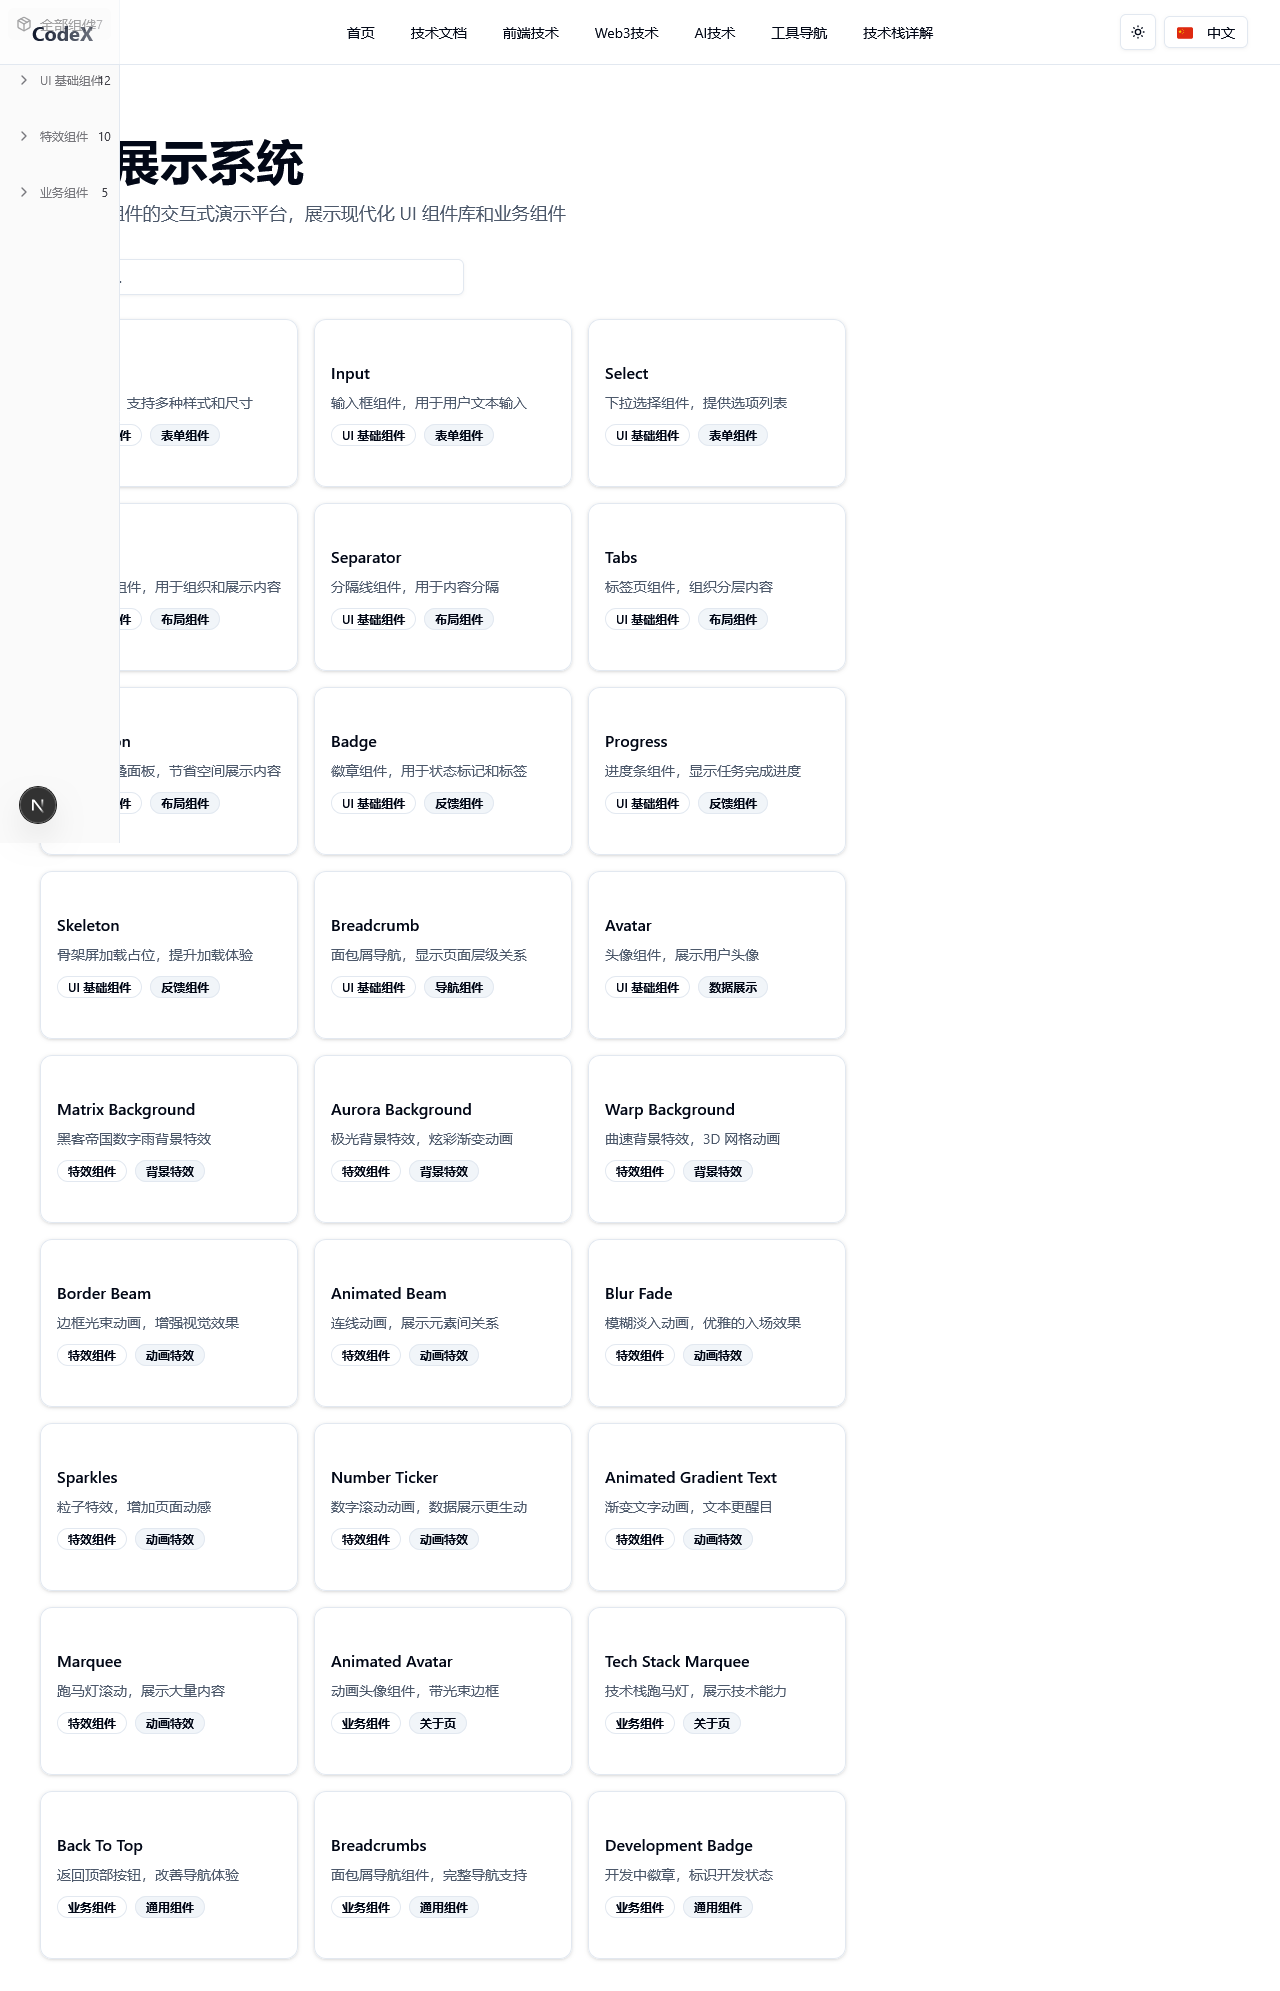 全部组件
CodeX
首页
技术文档
前端技术
Web3技术
AI技术
工具导航
技术栈详解
中文
UI 基础组件
12
特效组件
10
业务组件
5
展示系统
组件的交互式演示平台，展示现代化 UI 组件库和业务组件
支持多种样式和尺寸
件
表单组件
Input
输入框组件，用于用户文本输入
UI 基础组件
表单组件
Select
下拉选择组件，提供选项列表
UI 基础组件
表单组件
组件，用于组织和展示内容
件
布局组件
Separator
分隔线组件，用于内容分隔
UI 基础组件
布局组件
Tabs
标签页组件，组织分层内容
UI 基础组件
布局组件
on
叠面板，节省空间展示内容
件
布局组件
Badge
徽章组件，用于状态标记和标签
UI 基础组件
反馈组件
Progress
进度条组件，显示任务完成进度
UI 基础组件
反馈组件
Skeleton
骨架屏加载占位，提升加载体验
UI 基础组件
反馈组件
Breadcrumb
面包屑导航，显示页面层级关系
UI 基础组件
导航组件
Avatar
头像组件，展示用户头像
UI 基础组件
数据展示
Matrix Background
黑客帝国数字雨背景特效
特效组件
背景特效
Aurora Background
极光背景特效，炫彩渐变动画
特效组件
背景特效
Warp Background
曲速背景特效，3D 网格动画
特效组件
背景特效
Border Beam
边框光束动画，增强视觉效果
特效组件
动画特效
Animated Beam
连线动画，展示元素间关系
特效组件
动画特效
Blur Fade
模糊淡入动画，优雅的入场效果
特效组件
动画特效
Sparkles
粒子特效，增加页面动感
特效组件
动画特效
Number Ticker
数字滚动动画，数据展示更生动
特效组件
动画特效
Animated Gradient Text
渐变文字动画，文本更醒目
特效组件
动画特效
Marquee
跑马灯滚动，展示大量内容
特效组件
动画特效
Animated Avatar
动画头像组件，带光束边框
业务组件
关于页
Tech Stack Marquee
技术栈跑马灯，展示技术能力
业务组件
关于页
Back To Top
返回顶部按钮，改善导航体验
业务组件
通用组件
Breadcrumbs
面包屑导航组件，完整导航支持
业务组件
通用组件
Development Badge
开发中徽章，标识开发状态
业务组件
通用组件